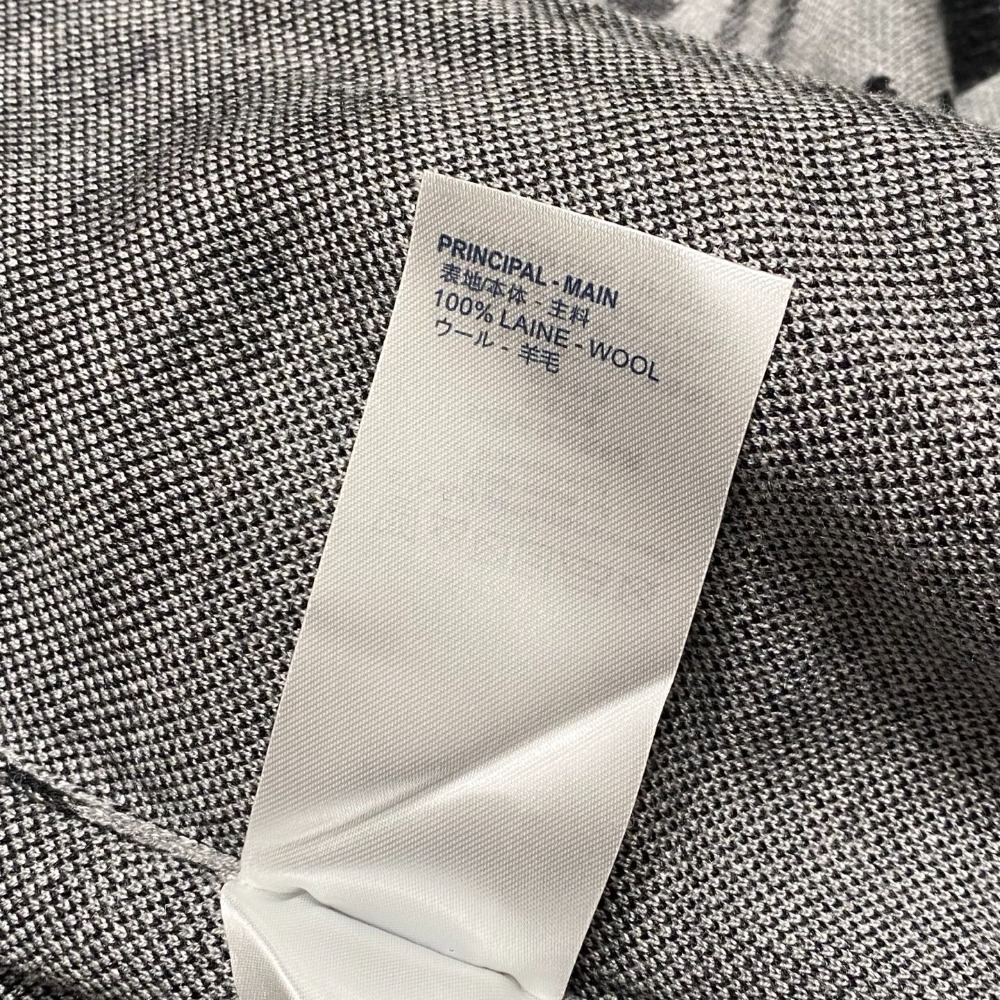 PRINCIPAL - MAIN
表地/本体 - 主料
100% LAINE - WOOL
ウール - 羊毛